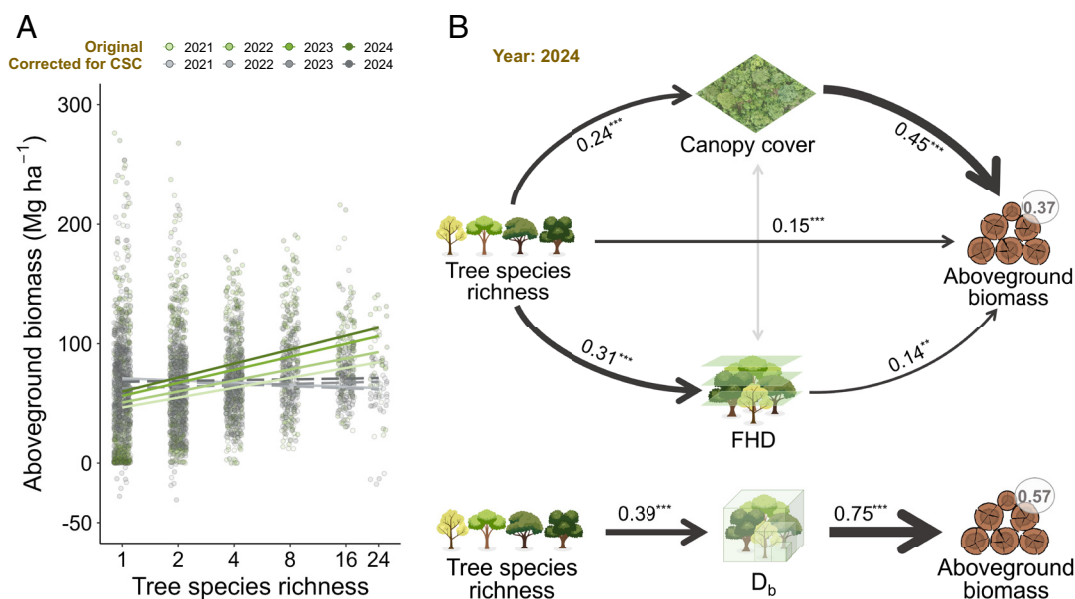 A
Original 2021 2022 2023 2024
Corrected for CSC 2021 2022 2023 2024
Aboveground biomass (Mg ha⁻¹)
300
200
100
0
-50
1 2 4 8 16 24
Tree species richness
B
Year: 2024
0.24***
Canopy cover
0.45***
Tree species
richness
0.15***
0.37
Aboveground
biomass
0.31***
FHD
0.14**
Tree species
richness
0.39***
D_b
0.75***
0.57
Aboveground
biomass